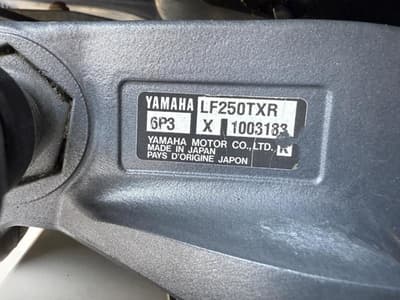 YAMAHA LF250TXR
6P3 X 1003183
YAMAHA MOTOR CO., LTD.
MADE IN JAPAN K
PAYS D'ORIGINE JAPON